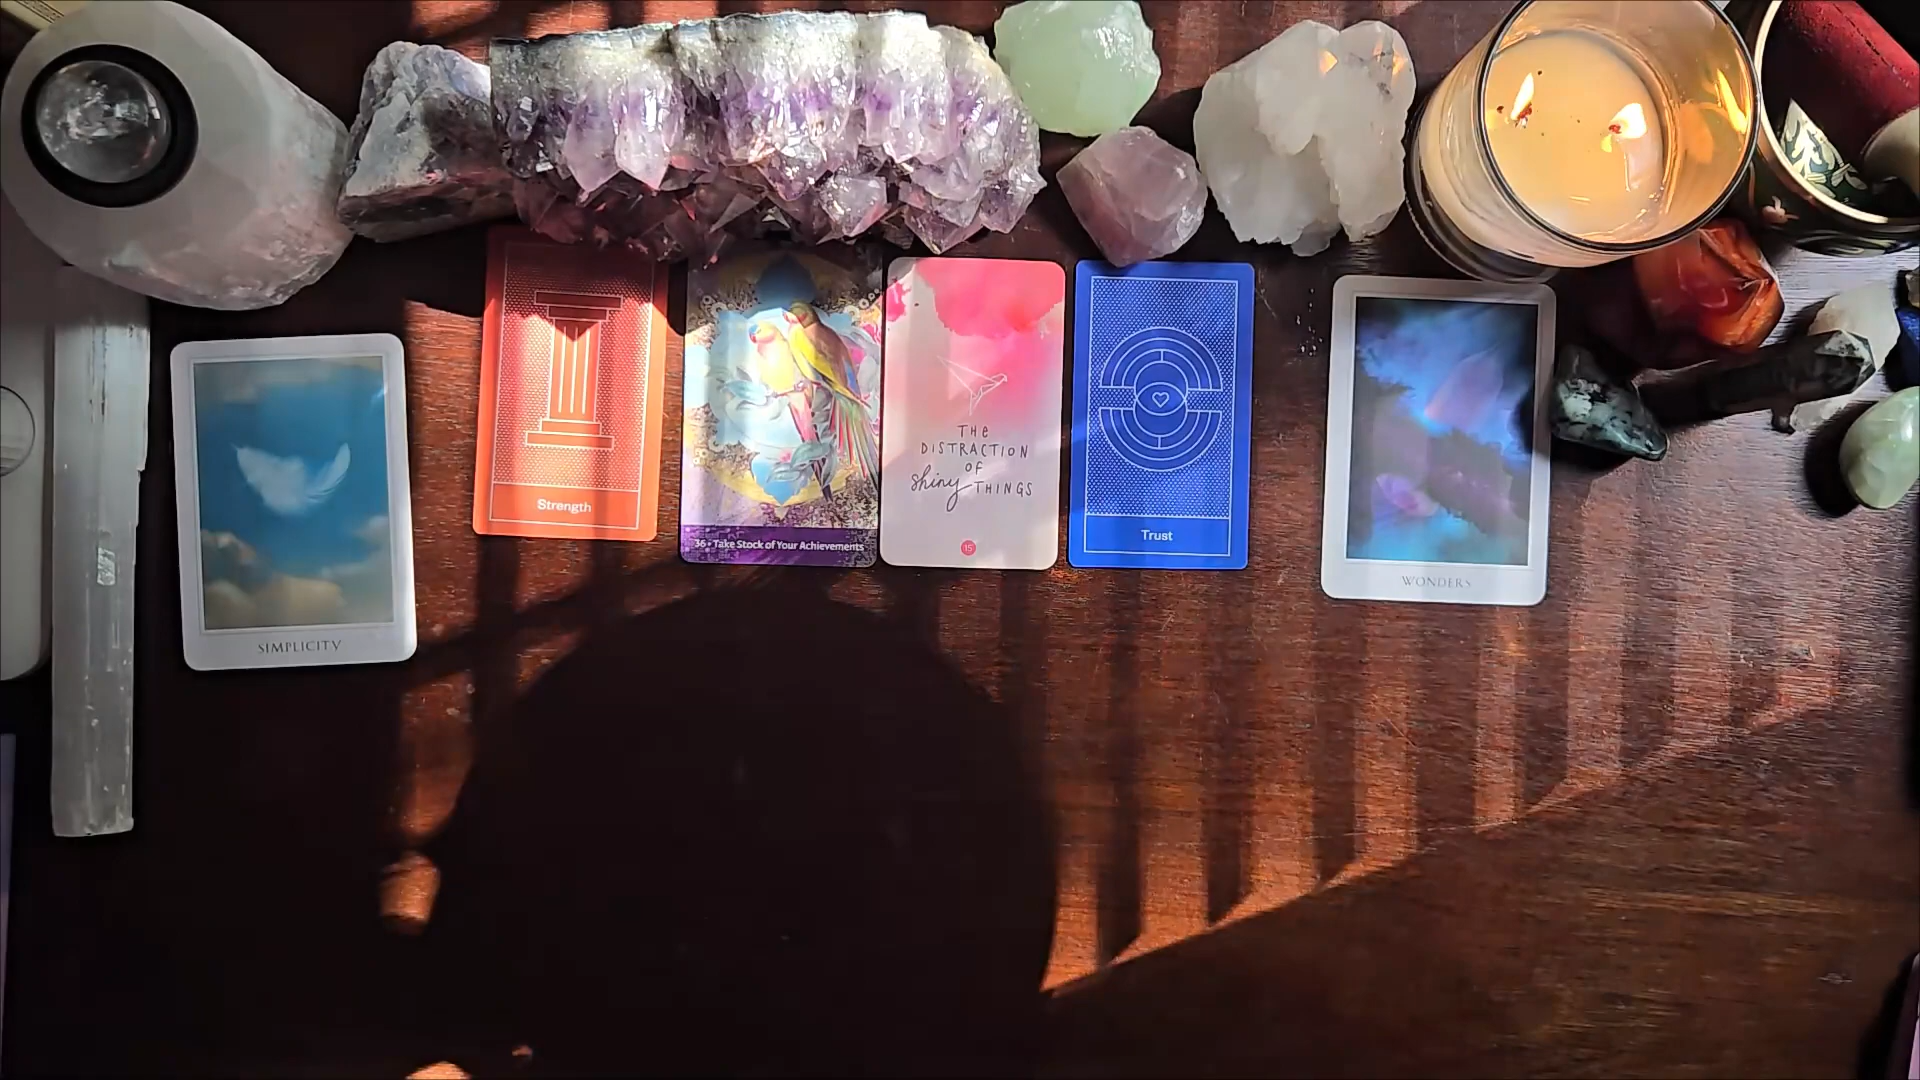 SIMPLICITY
Strength
36 • Take Stock of Your Achievements
THE
DISTRACTION
OF
Shiny THINGS
15
Trust
WONDERS